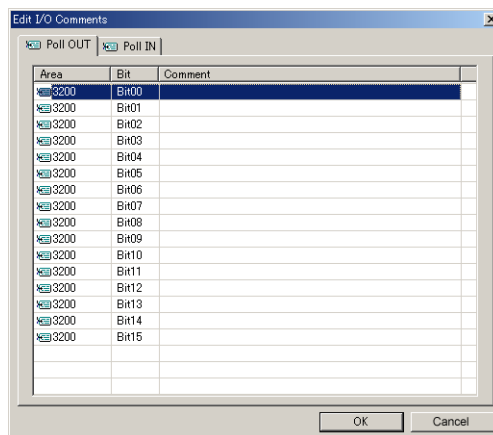 Edit I/O Comments
Poll OUT Poll IN
Area Bit Comment
3200 Bit00
3200 Bit01
3200 Bit02
3200 Bit03
3200 Bit04
3200 Bit05
3200 Bit06
3200 Bit07
3200 Bit08
3200 Bit09
3200 Bit10
3200 Bit11
3200 Bit12
3200 Bit13
3200 Bit14
3200 Bit15
OK Cancel